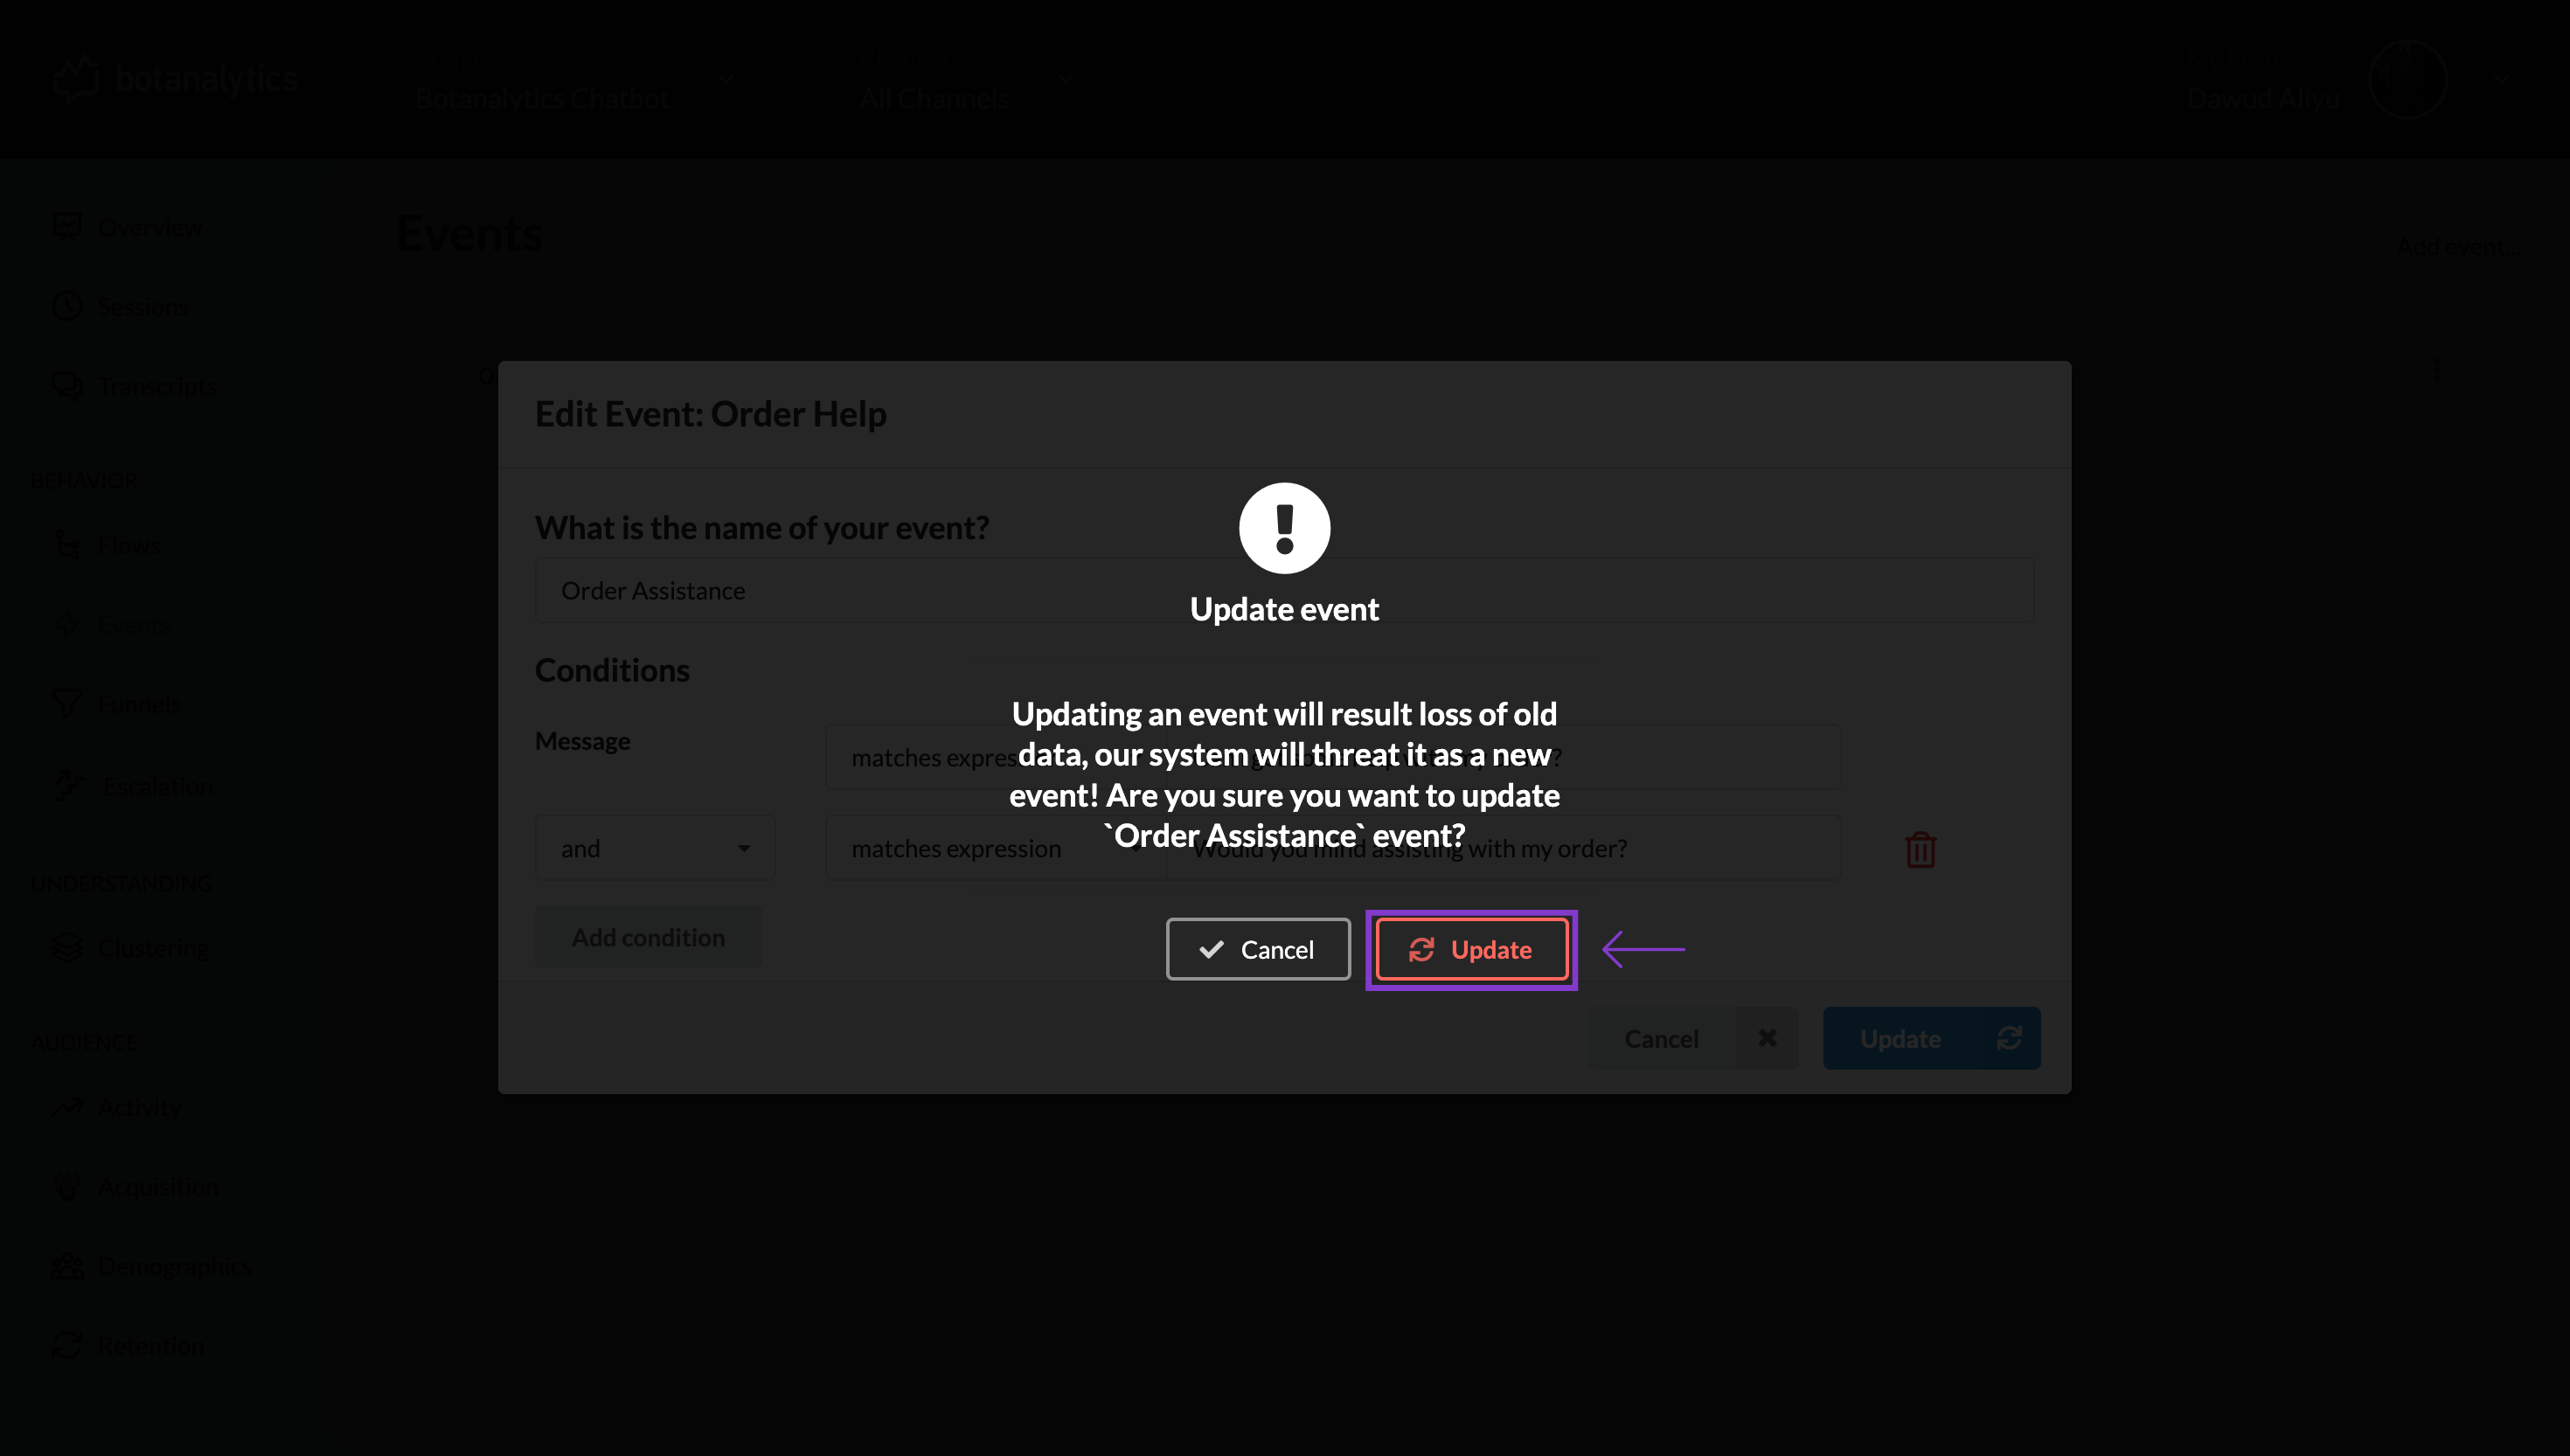 botanalytics
Project
Botanalytics Chatbot
Channel
All Channels
My Profile
Dawud Aliyu
Overview
Sessions
Transcripts
BEHAVIOR
Flows
Events
Funnels
Escalation
UNDERSTANDING
Clustering
AUDIENCE
Activity
Acquisition
Demographics
Retention
Events
Add event...
Edit Event: Order Help
What is the name of your event?
Order Assistance
Conditions
Message
matches expres
and
matches expression
Would you mind assisting with my order?
Add condition
Cancel
Update
Update event
Updating an event will result loss of old
data, our system will threat it as a new
event! Are you sure you want to update
`Order Assistance` event?
Cancel
Update